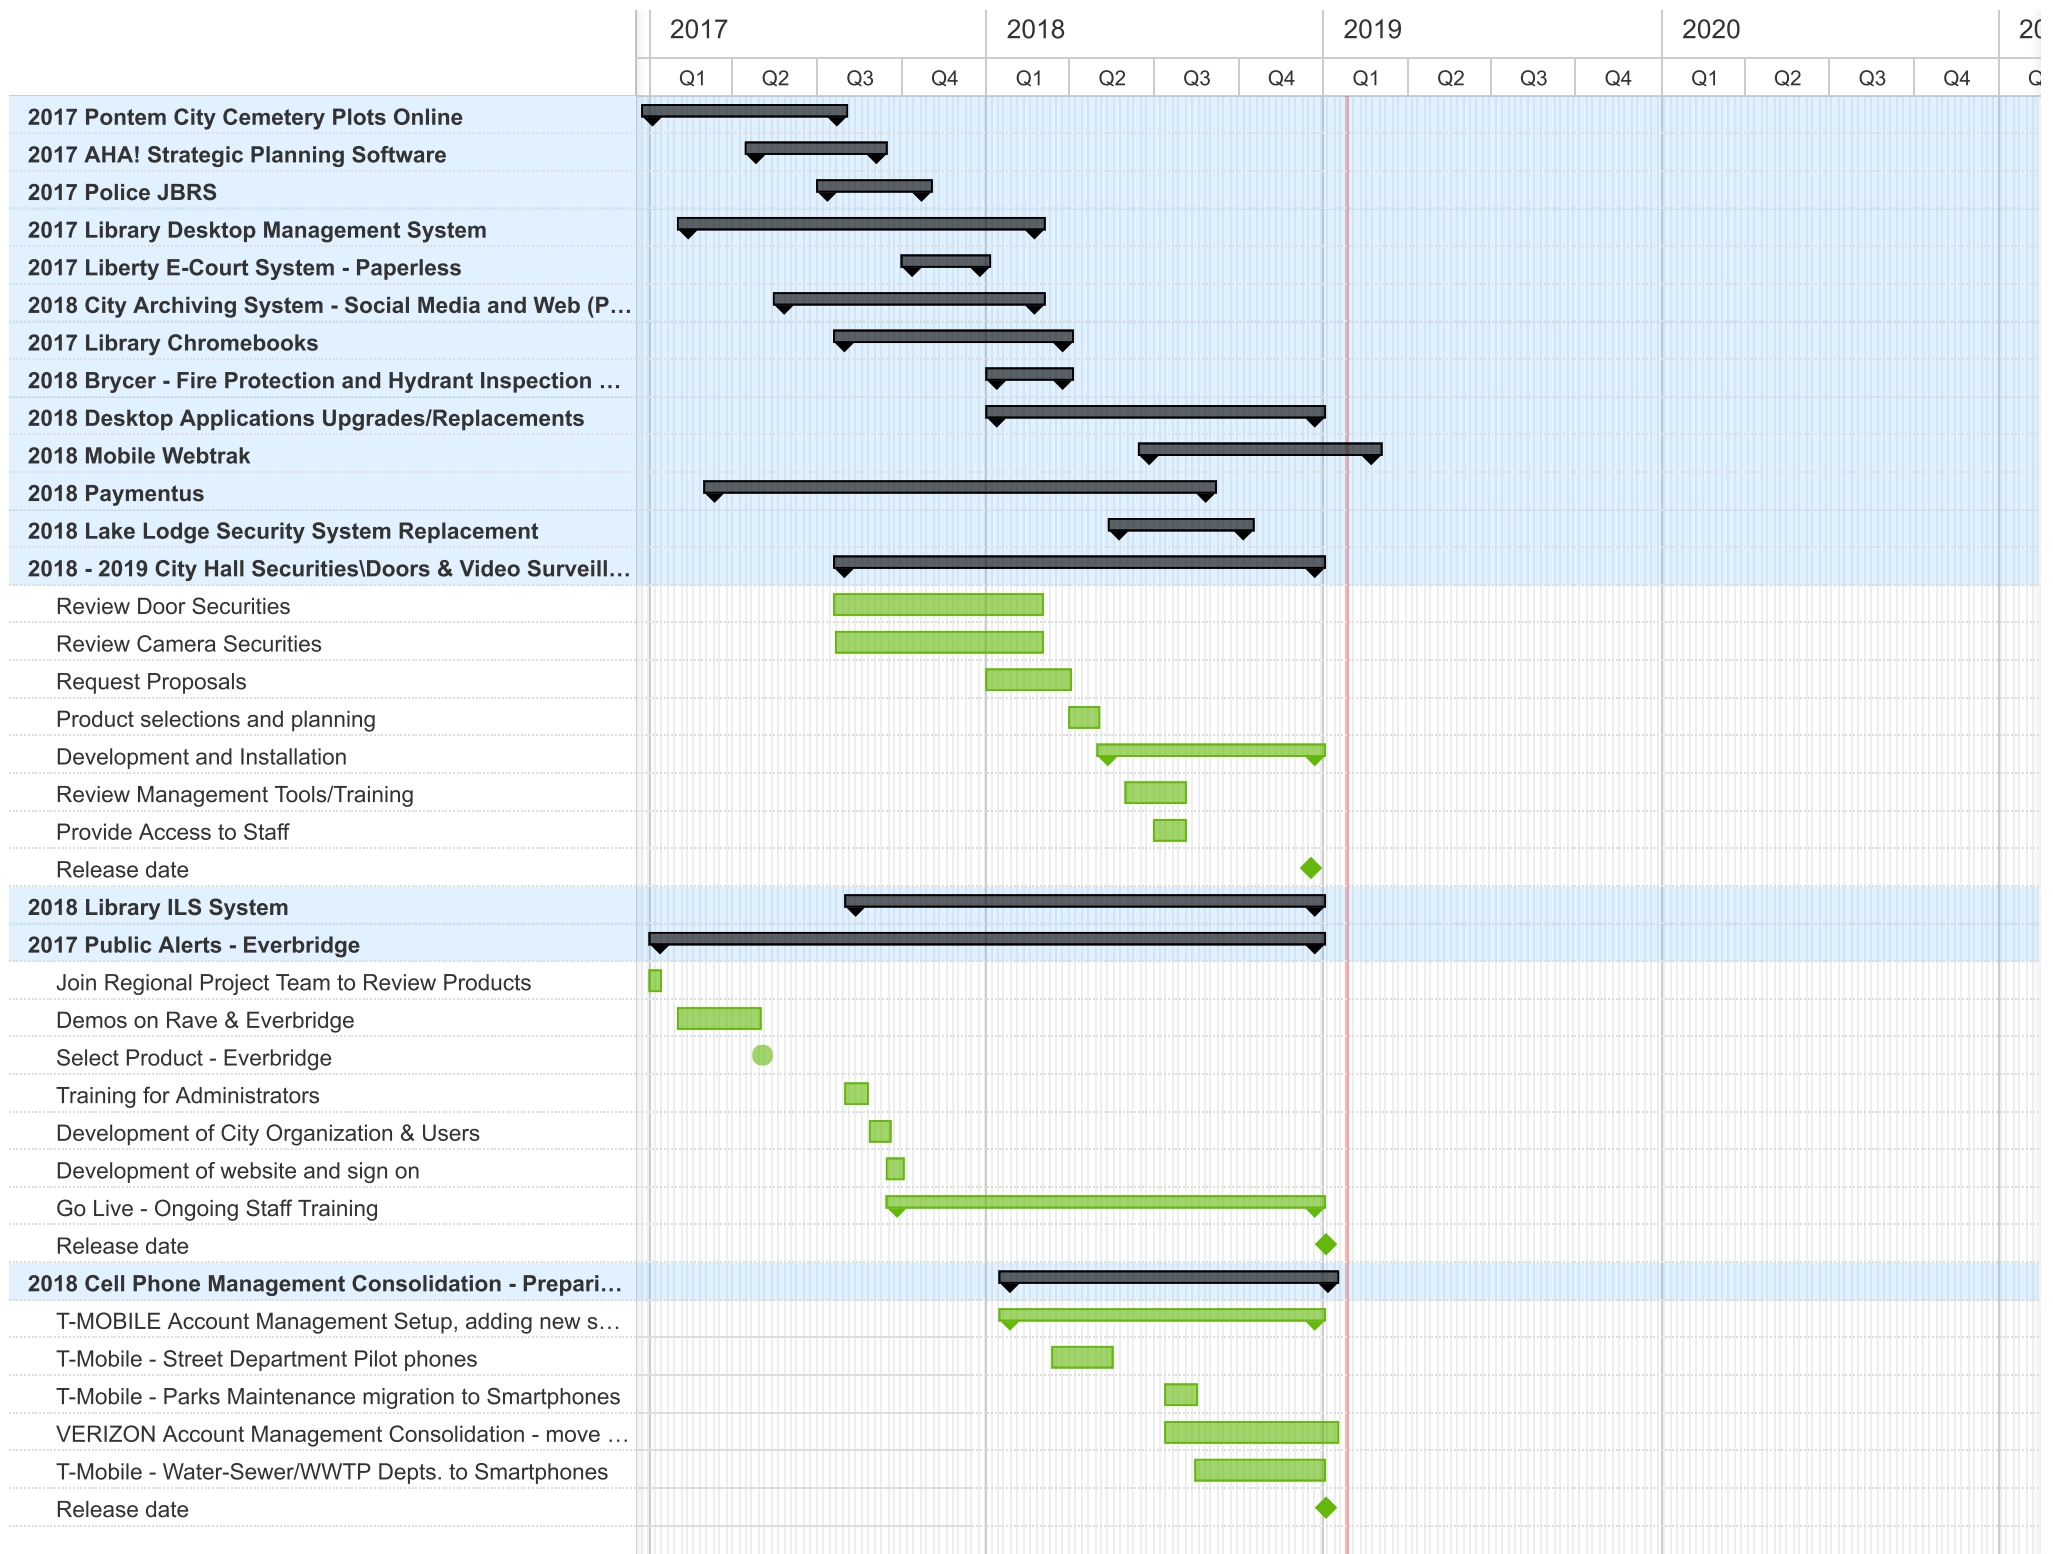 2017 2018 2019 2020 20
Q1 Q2 Q3 Q4 Q1 Q2 Q3 Q4 Q1 Q2 Q3 Q4 Q1 Q2 Q3 Q4 Q
2017 Pontem City Cemetery Plots Online
2017 AHA! Strategic Planning Software
2017 Police JBRS
2017 Library Desktop Management System
2017 Liberty E-Court System - Paperless
2018 City Archiving System - Social Media and Web (P…
2017 Library Chromebooks
2018 Brycer - Fire Protection and Hydrant Inspection …
2018 Desktop Applications Upgrades/Replacements
2018 Mobile Webtrak
2018 Paymentus
2018 Lake Lodge Security System Replacement
2018 - 2019 City Hall Securities\Doors & Video Surveill…
Review Door Securities
Review Camera Securities
Request Proposals
Product selections and planning
Development and Installation
Review Management Tools/Training
Provide Access to Staff
Release date
2018 Library ILS System
2017 Public Alerts - Everbridge
Join Regional Project Team to Review Products
Demos on Rave & Everbridge
Select Product - Everbridge
Training for Administrators
Development of City Organization & Users
Development of website and sign on
Go Live - Ongoing Staff Training
Release date
2018 Cell Phone Management Consolidation - Prepari…
T-MOBILE Account Management Setup, adding new s…
T-Mobile - Street Department Pilot phones
T-Mobile - Parks Maintenance migration to Smartphones
VERIZON Account Management Consolidation - move …
T-Mobile - Water-Sewer/WWTP Depts. to Smartphones
Release date